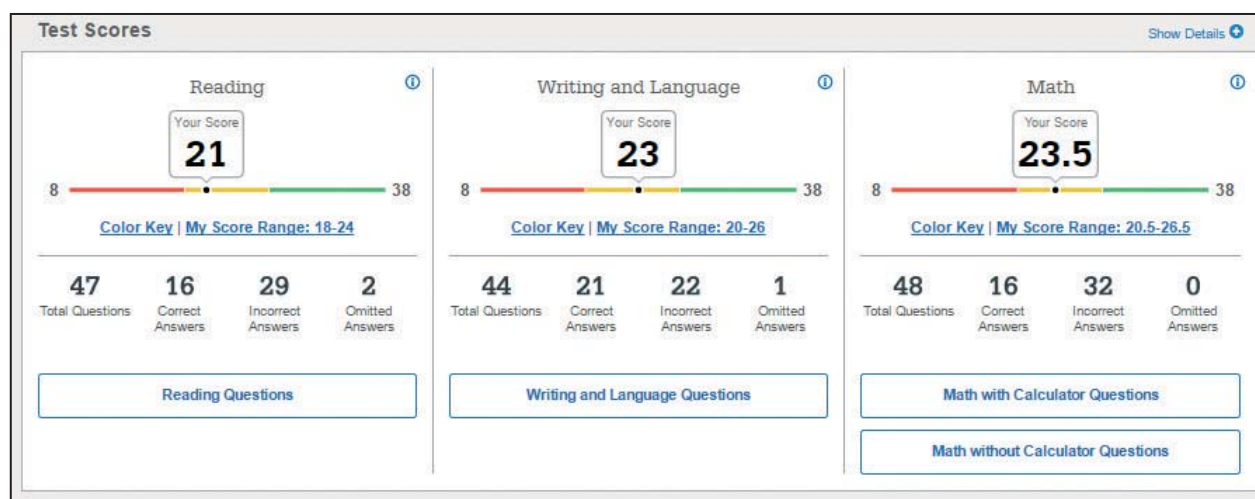 Test Scores
Show Details
Reading
Your Score
21
8
38
Color Key | My Score Range: 18-24
47
Total Questions
16
Correct
Answers
29
Incorrect
Answers
2
Omitted
Answers
Reading Questions
Writing and Language
Your Score
23
8
38
Color Key | My Score Range: 20-26
44
Total Questions
21
Correct
Answers
22
Incorrect
Answers
1
Omitted
Answers
Writing and Language Questions
Math
Your Score
23.5
8
38
Color Key | My Score Range: 20.5-26.5
48
Total Questions
16
Correct
Answers
32
Incorrect
Answers
0
Omitted
Answers
Math with Calculator Questions
Math without Calculator Questions